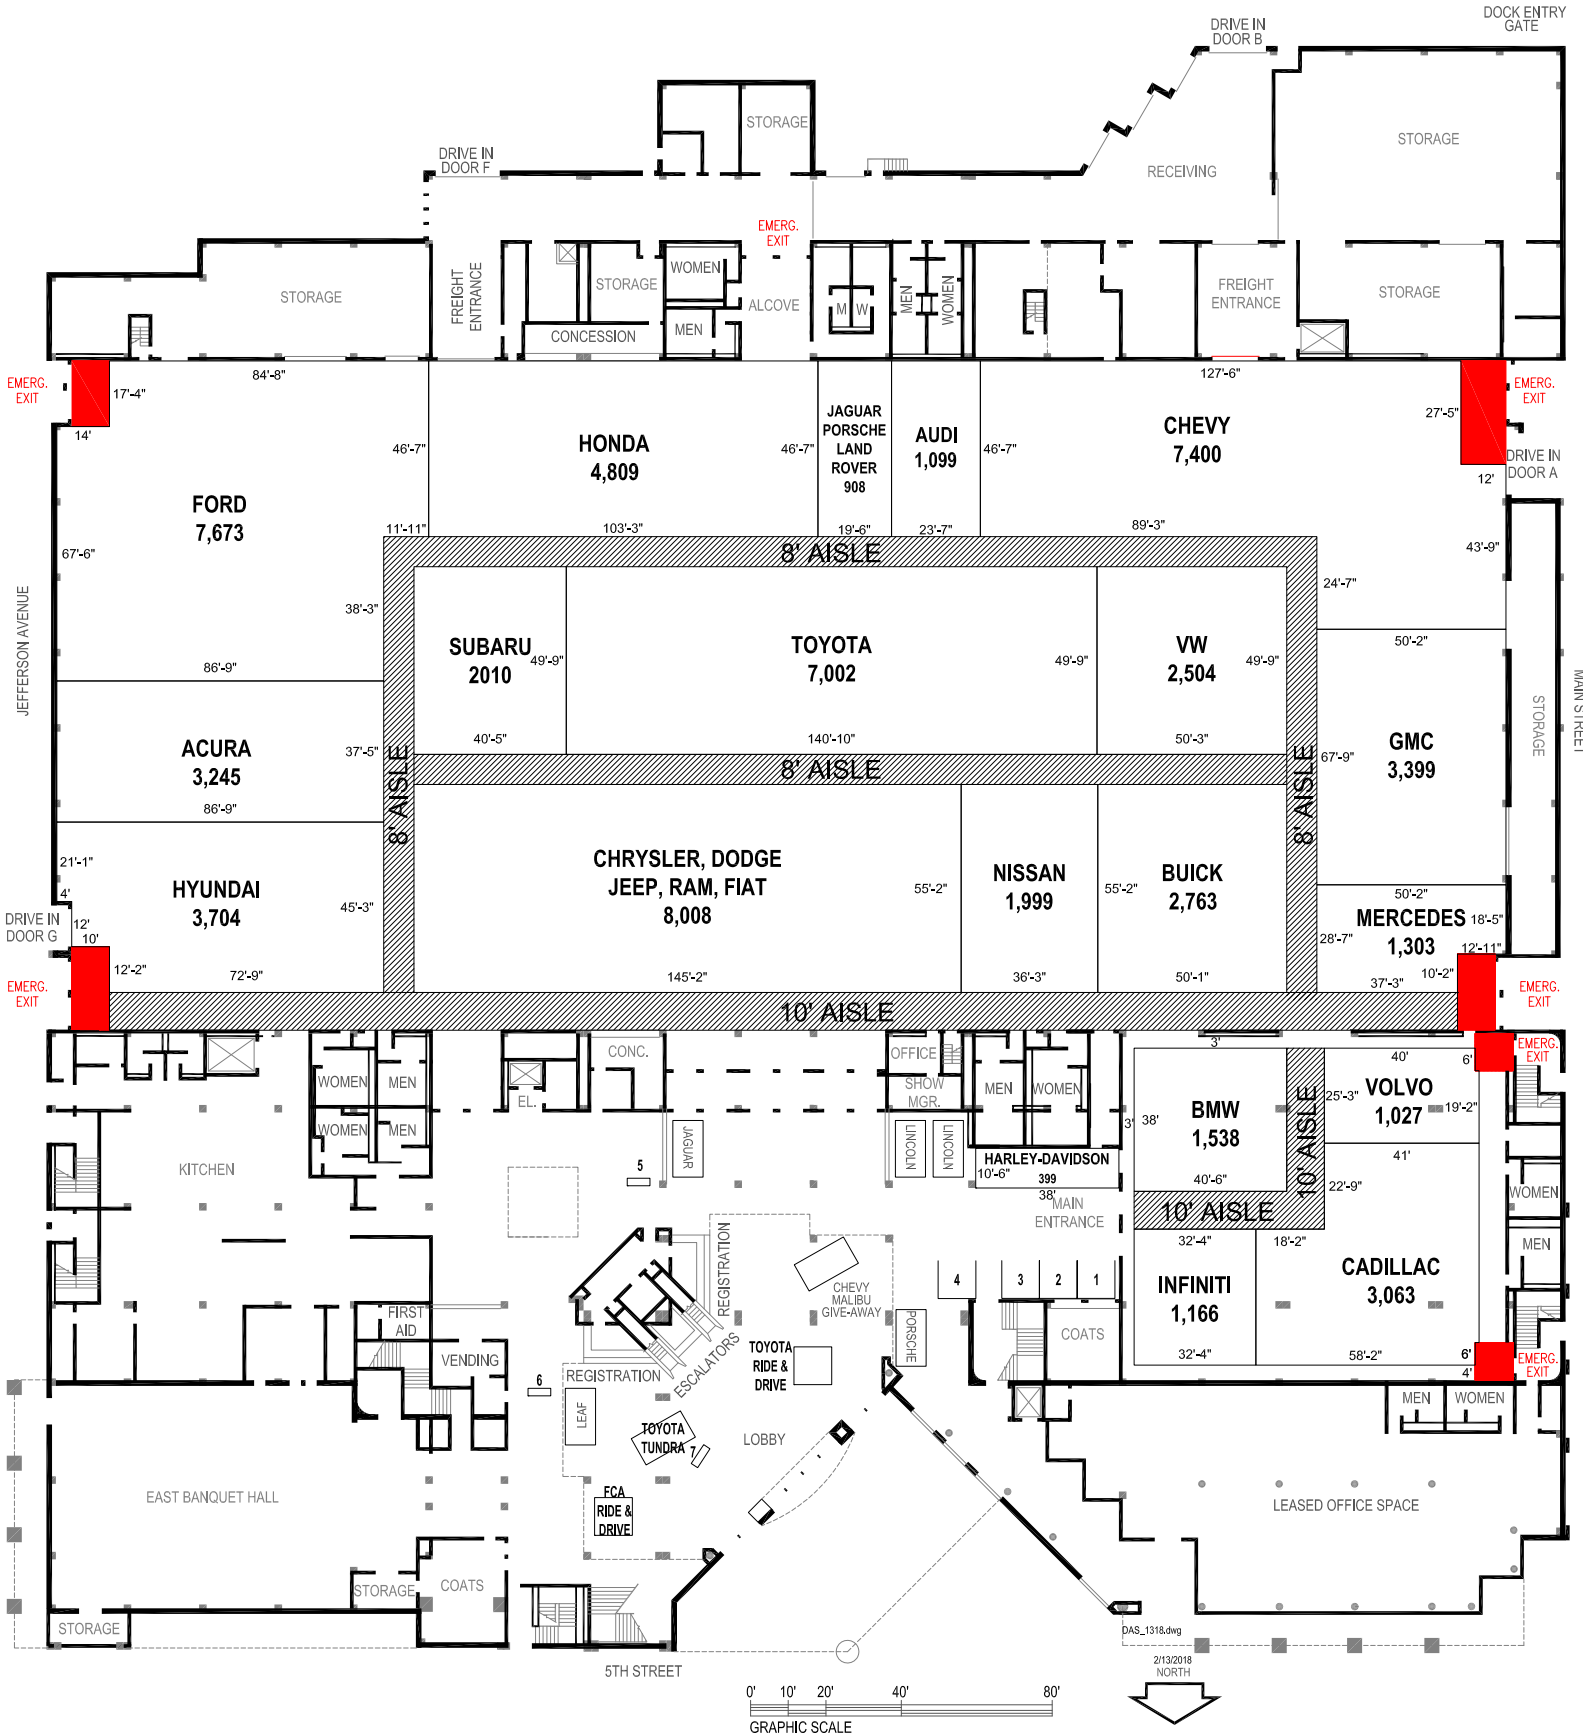 DOCK ENTRY
GATE
DRIVE IN
DOOR B
STORAGE
STORAGE
DRIVE IN
DOOR F
RECEIVING
EMERG.
EXIT
WOMEN
STORAGE
FREIGHT
ENTRANCE
STORAGE
ALCOVE
M
W
MEN
WOMEN
FREIGHT
ENTRANCE
STORAGE
CONCESSION
MEN
EMERG.
EXIT
17'-4"
84'-8"
14'
127'-6"
27'-5"
EMERG.
EXIT
12'
DRIVE IN
DOOR A
46'-7"
HONDA
4,809
46'-7"
JAGUAR
PORSCHE
LAND
ROVER
908
AUDI
1,099
46'-7"
CHEVY
7,400
FORD
7,673
11'-11"
103'-3"
19'-6"
23'-7"
89'-3"
67'-6"
43'-9"
8' AISLE
38'-3"
24'-7"
JEFFERSON AVENUE
86'-9"
SUBARU
2010
49'-9"
TOYOTA
7,002
49'-9"
VW
2,504
49'-9"
50'-2"
MAIN STREET
STORAGE
ACURA
3,245
37'-5"
40'-5"
140'-10"
50'-3"
GMC
3,399
67'-9"
8' AISLE
8' AISLE
8' AISLE
86'-9"
21'-1"
4'
HYUNDAI
3,704
45'-3"
CHRYSLER, DODGE
JEEP, RAM, FIAT
8,008
55'-2"
NISSAN
1,999
55'-2"
BUICK
2,763
50'-2"
MERCEDES
1,303
18'-5"
28'-7"
12'-11"
DRIVE IN
DOOR G
12'
10'
12'-2"
72'-9"
145'-2"
36'-3"
50'-1"
37'-3"
10'-2"
EMERG.
EXIT
EMERG.
EXIT
10' AISLE
CONC.
OFFICE
SHOW
MGR.
3'
40'
6'
EMERG.
EXIT
WOMEN
MEN
EL.
MEN
WOMEN
BMW
1,538
10' AISLE
25'-3"
VOLVO
1,027
19'-2"
WOMEN
MEN
JAGUAR
LINCOLN
LINCOLN
3'
38'
KITCHEN
5
HARLEY-DAVIDSON
10'-6"
399
38'
40'-6"
41'
22'-9"
WOMEN
MAIN
ENTRANCE
10' AISLE
32'-4"
18'-2"
MEN
REGISTRATION
CHEVY
MALIBU
GIVE-AWAY
4
3
2
1
INFINITI
1,166
CADILLAC
3,063
FIRST
AID
PORSCHE
COATS
VENDING
REGISTRATION
ESCALATORS
TOYOTA
RIDE &
DRIVE
32'-4"
58'-2"
6'
4'
EMERG.
EXIT
6
LEAF
TOYOTA
TUNDRA
7
LOBBY
MEN
WOMEN
EAST BANQUET HALL
FCA
RIDE &
DRIVE
LEASED OFFICE SPACE
STORAGE
COATS
STORAGE
DAS_1318.dwg
2/13/2018
NORTH
5TH STREET
0'
10'
20'
40'
80'
GRAPHIC SCALE